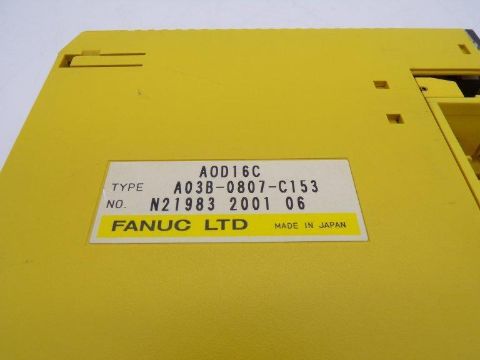 AOD16C
TYPE A03B-0807-C153
NO. N21983 2001 06
FANUC LTD MADE IN JAPAN